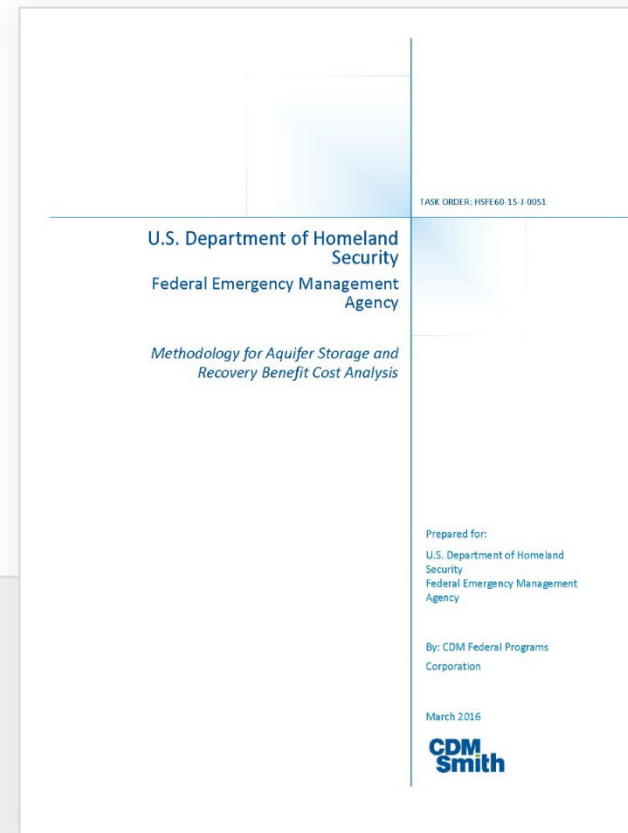 TASK ORDER: HSFE60-15-J-0051
U.S. Department of Homeland
Security
Federal Emergency Management
Agency
Methodology for Aquifer Storage and
Recovery Benefit Cost Analysis
Prepared for:
U.S. Department of Homeland
Security
Federal Emergency Management
Agency
By: CDM Federal Programs
Corporation
March 2016
CDM
Smith